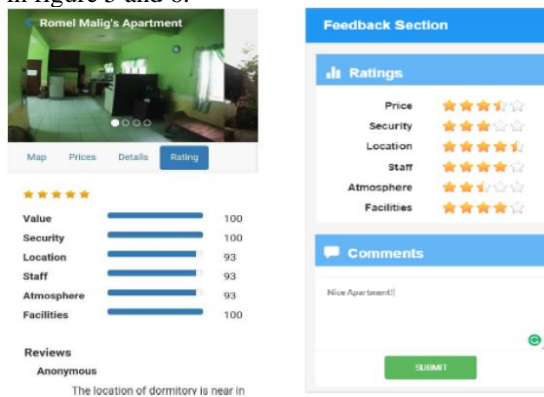 in figure 5 and 6.
Romel Malig's Apartment
Map Prices Details Rating
Value 100
Security 100
Location 93
Staff 93
Atmosphere 93
Facilities 100
Reviews
Anonymous
The location of dormitory is near in
Feedback Section
Ratings
Price
Security
Location
Staff
Atmosphere
Facilities
Comments
Nice Apartment!
SUBMIT